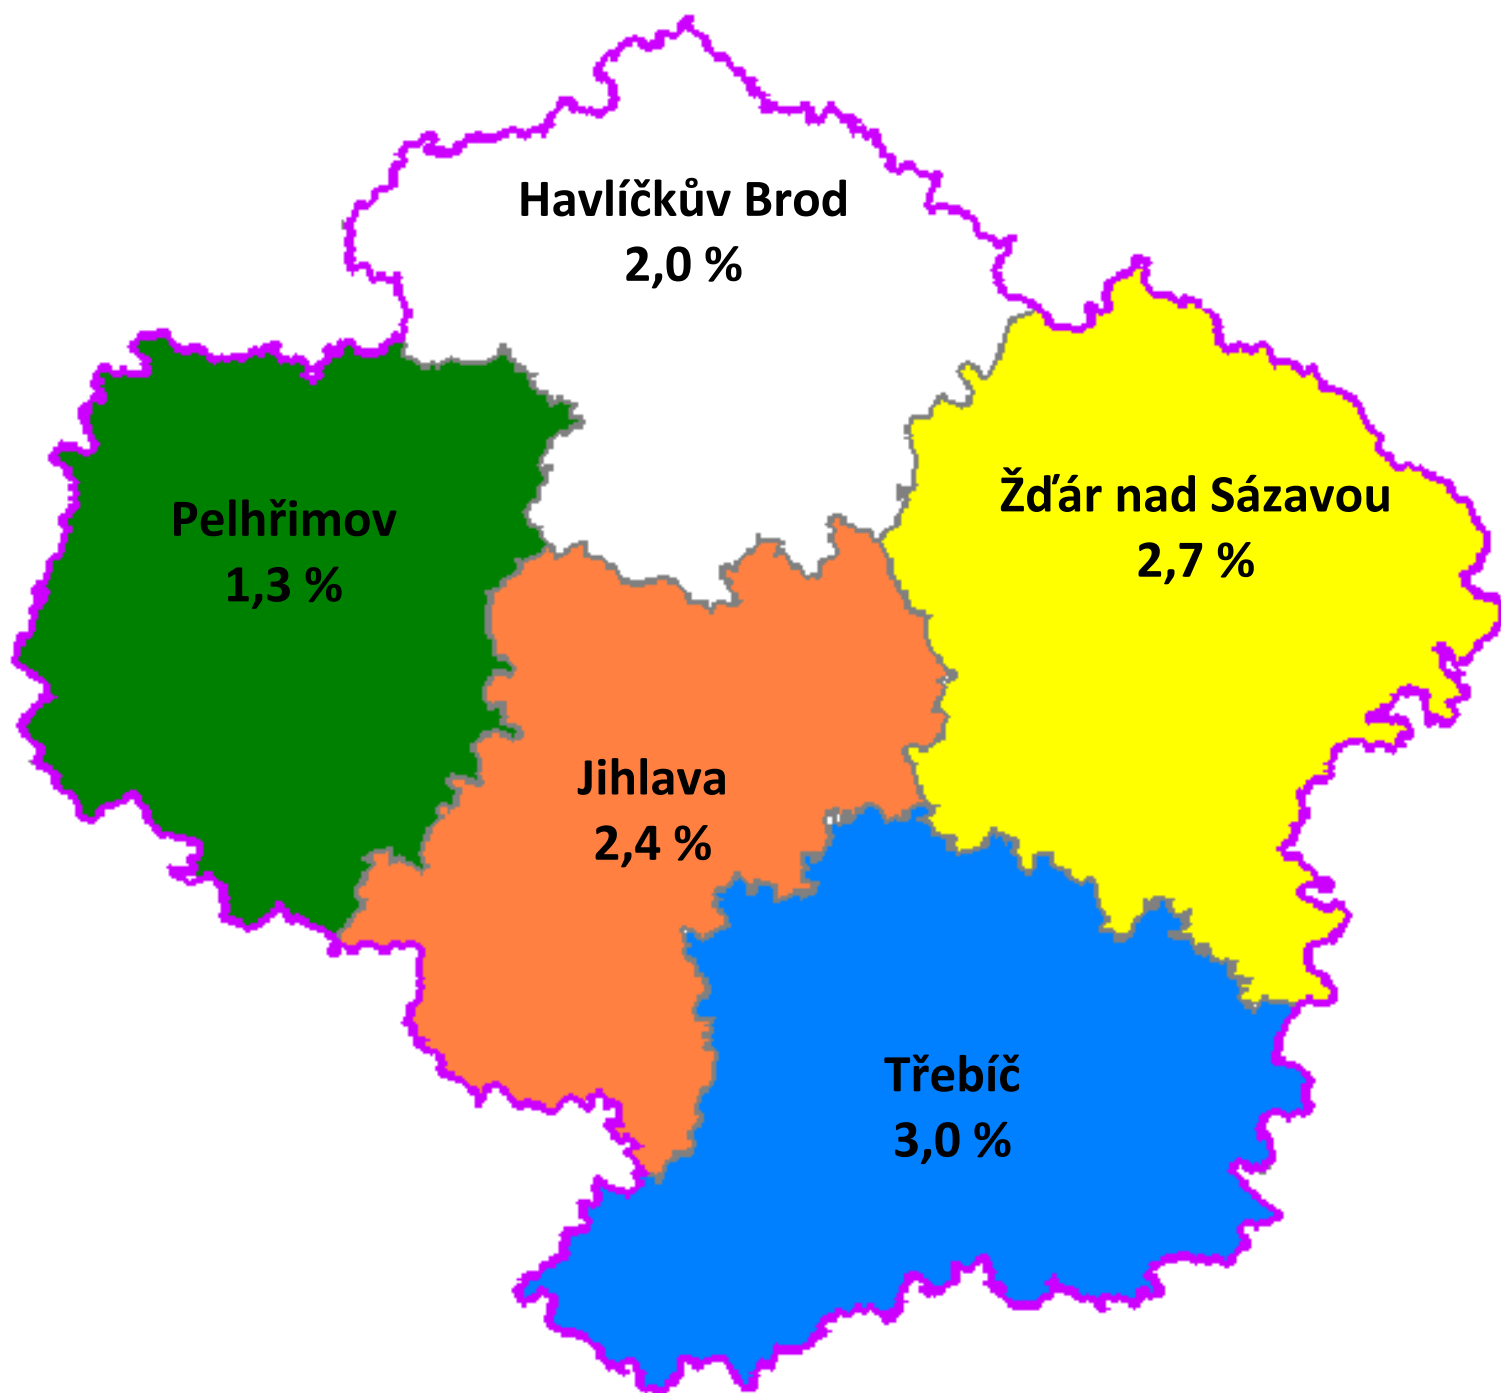 Havlíčkův Brod
2,0 %
Žďár nad Sázavou
2,7 %
Pelhřimov
1,3 %
Jihlava
2,4 %
Třebíč
3,0 %